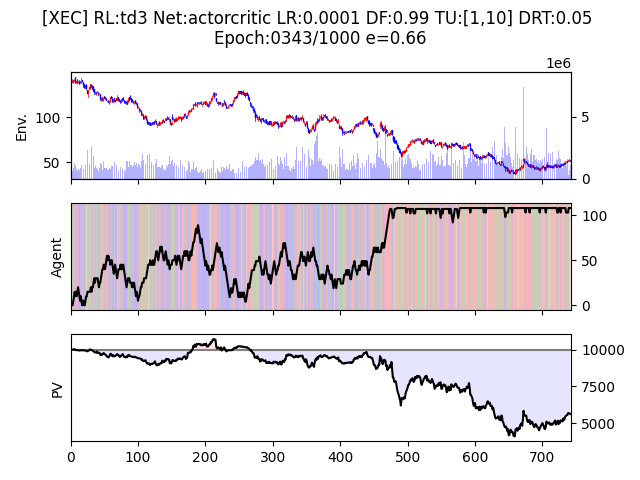 [XEC] RL:td3 Net:actorcritic LR:0.0001 DF:0.99 TU:[1,10] DRT:0.05
Epoch:0343/1000 e=0.66
1e6
Env.
100
50
5
0
Agent
100
50
0
PV
10000
7500
5000
0 100 200 300 400 500 600 700